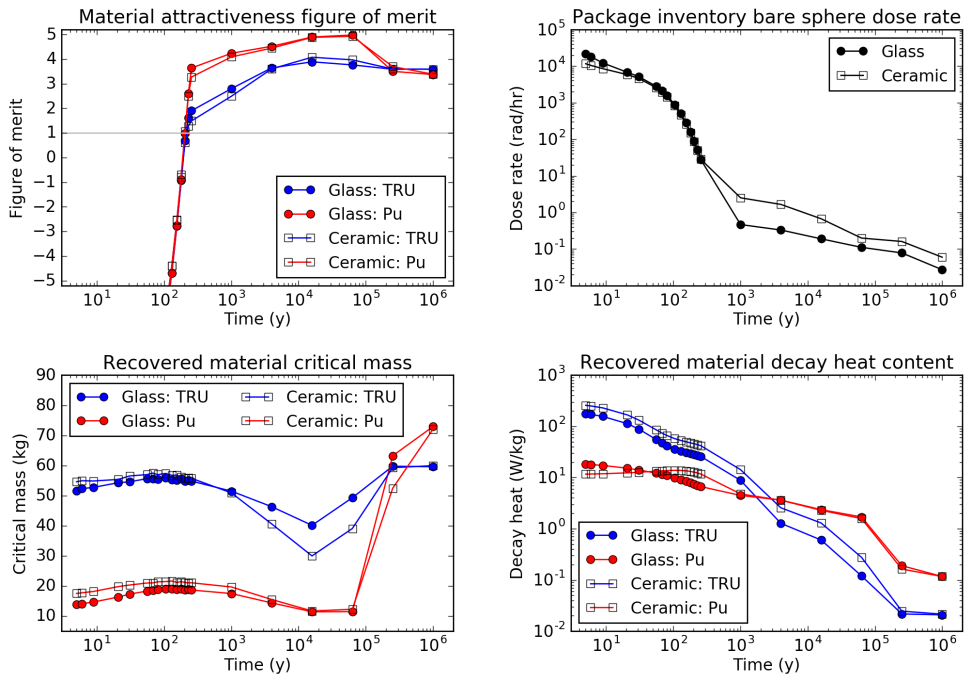 Material attractiveness figure of merit
Figure of merit
5
4
3
2
1
0
−1
−2
−3
−4
−5
Glass: TRU
Glass: Pu
Ceramic: TRU
Ceramic: Pu
10^1
10^2
10^3
10^4
10^5
10^6
Time (y)
Package inventory bare sphere dose rate
Dose rate (rad/hr)
10^5
10^4
10^3
10^2
10^1
10^0
10^-1
10^-2
Glass
Ceramic
10^1
10^2
10^3
10^4
10^5
10^6
Time (y)
Recovered material critical mass
Critical mass (kg)
90
80
70
60
50
40
30
20
10
Glass: TRU
Glass: Pu
Ceramic: TRU
Ceramic: Pu
10^1
10^2
10^3
10^4
10^5
10^6
Time (y)
Recovered material decay heat content
Decay heat (W/kg)
10^3
10^2
10^1
10^0
10^-1
10^-2
Glass: TRU
Glass: Pu
Ceramic: TRU
Ceramic: Pu
10^1
10^2
10^3
10^4
10^5
10^6
Time (y)